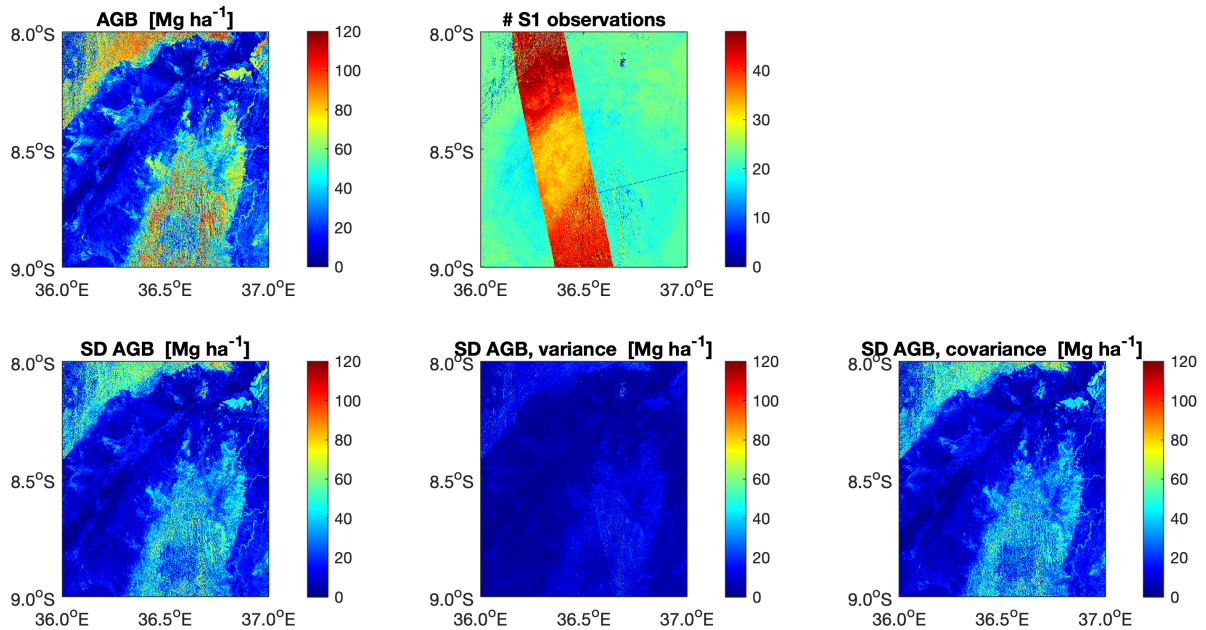 AGB [Mg ha⁻¹]
8.0°S
8.5°S
9.0°S
36.0°E 36.5°E 37.0°E
120
100
80
60
40
20
0
# S1 observations
8.0°S
8.5°S
9.0°S
36.0°E 36.5°E 37.0°E
40
30
20
10
0
SD AGB [Mg ha⁻¹]
8.0°S
8.5°S
9.0°S
36.0°E 36.5°E 37.0°E
120
100
80
60
40
20
0
SD AGB, variance [Mg ha⁻¹]
8.0°S
8.5°S
9.0°S
36.0°E 36.5°E 37.0°E
120
100
80
60
40
20
0
SD AGB, covariance [Mg ha⁻¹]
8.0°S
8.5°S
9.0°S
36.0°E 36.5°E 37.0°E
120
100
80
60
40
20
0